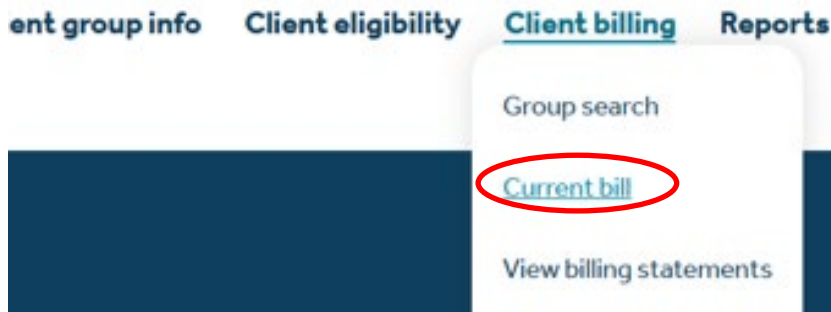 ent group info Client eligibility Client billing Reports
Group search
Current bill
View billing statements